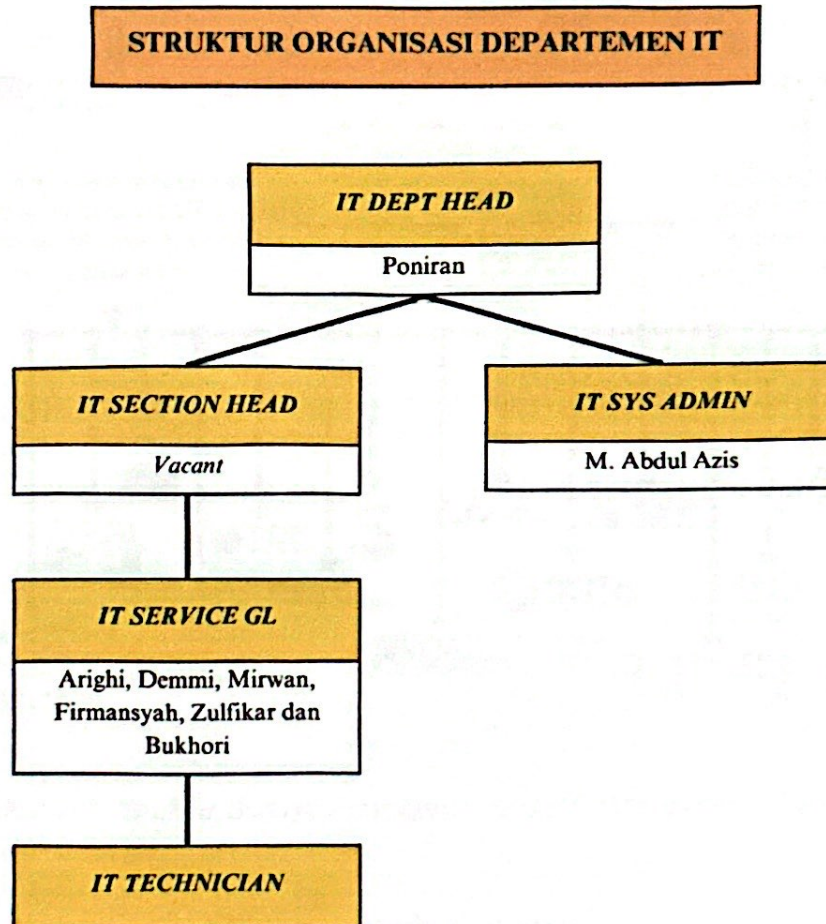 STRUKTUR ORGANISASI DEPARTEMEN IT
IT DEPT HEAD
Poniran
IT SECTION HEAD
Vacant
IT SYS ADMIN
M. Abdul Azis
IT SERVICE GL
Arighi, Demmi, Mirwan,
Firmansyah, Zulfikar dan
Bukhori
IT TECHNICIAN